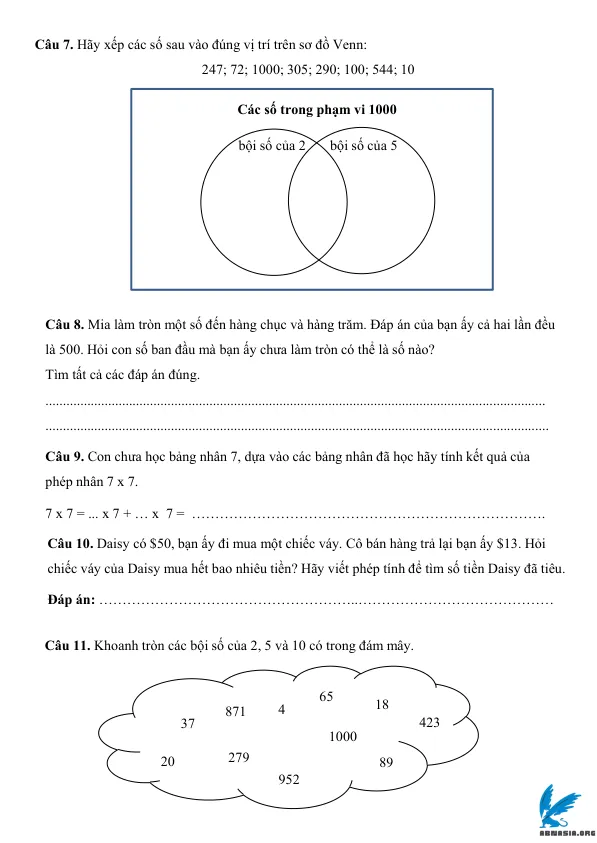 Câu 7. Hãy xếp các số sau vào đúng vị trí trên sơ đồ Venn:
247; 72; 1000; 305; 290; 100; 544; 10
Các số trong phạm vi 1000
bội số của 2 bội số của 5
Câu 8. Mia làm tròn một số đến hàng chục và hàng trăm. Đáp án của bạn ấy cả hai lần đều
là 500. Hỏi con số ban đầu mà bạn ấy chưa làm tròn có thể là số nào?
Tìm tất cả các đáp án đúng.
................................................................................................................................................
.................................................................................................................................................
Câu 9. Con chưa học bảng nhân 7, dựa vào các bảng nhân đã học hãy tính kết quả của
phép nhân 7 x 7.
7 x 7 = ... x 7 + … x 7 = ………………………………………………………………….
Câu 10. Daisy có $50, bạn ấy đi mua một chiếc váy. Cô bán hàng trả lại bạn ấy $13. Hỏi
chiếc váy của Daisy mua hết bao nhiêu tiền? Hãy viết phép tính để tìm số tiền Daisy đã tiêu.
Đáp án: ………………………………………………..……………………………………
Câu 11. Khoanh tròn các bội số của 2, 5 và 10 có trong đám mây.
65
871 4 18
37 423
1000
20 279 89
952
ABNASIA.ORG